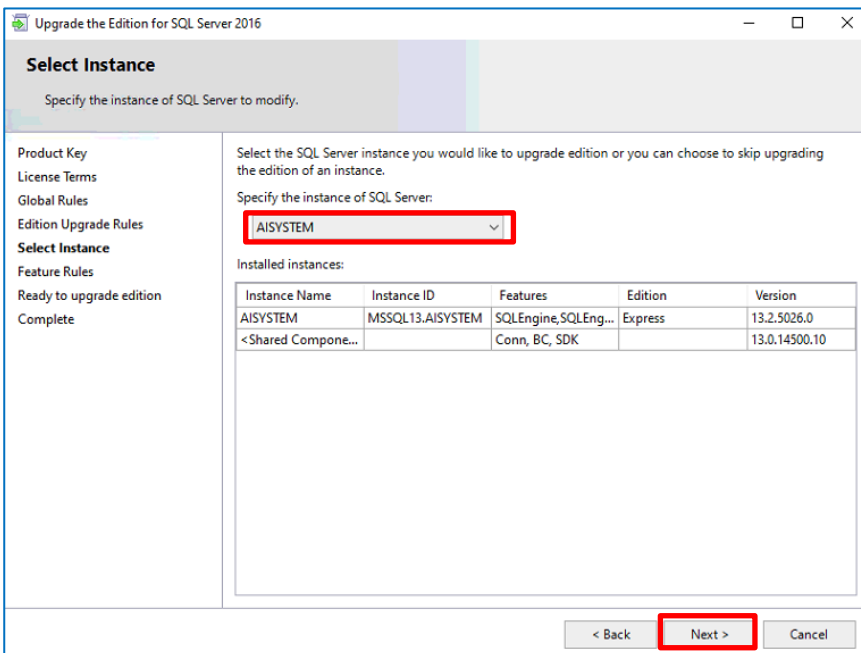 Upgrade the Edition for SQL Server 2016
Select Instance
Specify the instance of SQL Server to modify.
Product Key
License Terms
Global Rules
Edition Upgrade Rules
Select Instance
Feature Rules
Ready to upgrade edition
Complete
Select the SQL Server instance you would like to upgrade edition or you can choose to skip upgrading
the edition of an instance.
Specify the instance of SQL Server:
AISYSTEM
Installed instances:
Instance Name Instance ID Features Edition Version
AISYSTEM MSSQL13.AISYSTEM SQLEngine,SQLEng... Express 13.2.5026.0
<Shared Compone... Conn, BC, SDK 13.0.14500.10
< Back Next > Cancel